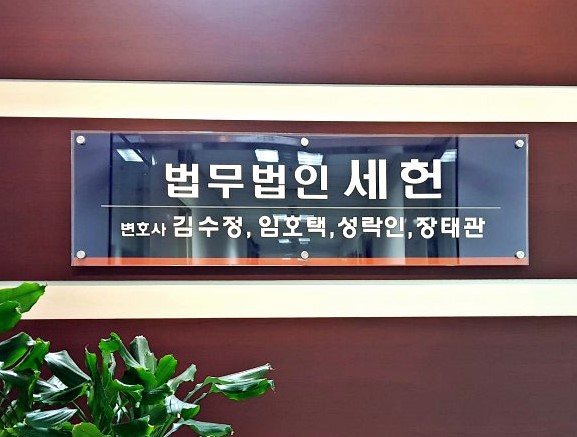 법무법인 세헌
변호사 김수정, 임호택, 성락인, 장태관